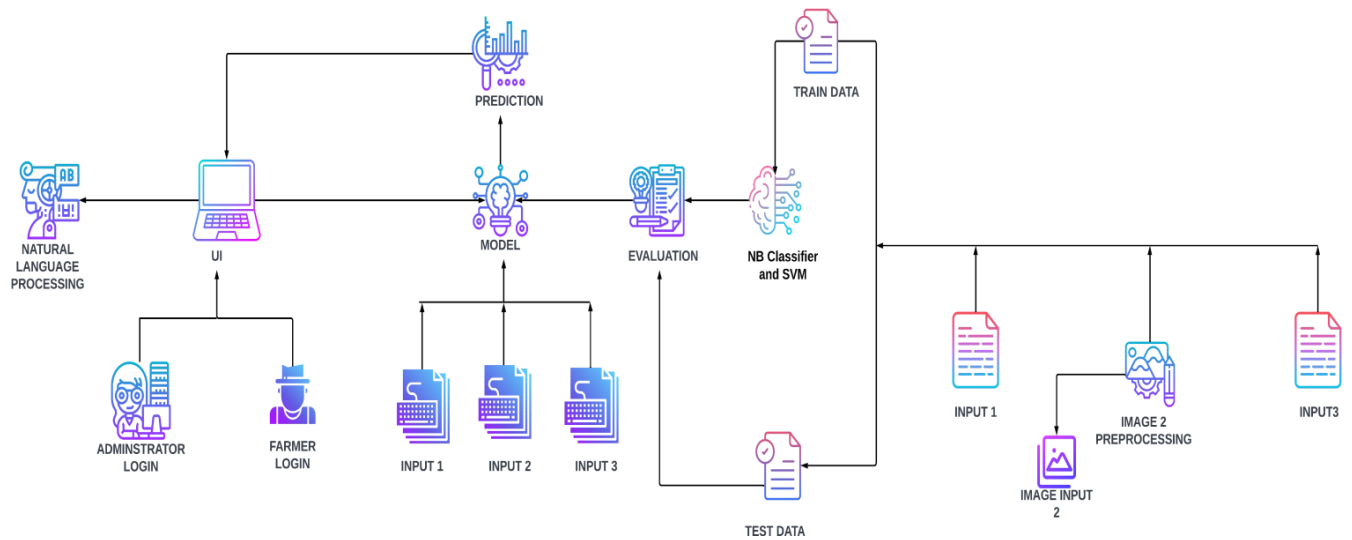 PREDICTION
TRAIN DATA
AB
NATURAL
LANGUAGE
PROCESSING
UI
MODEL
EVALUATION
NB Classifier
and SVM
ADMINSTRATOR
LOGIN
FARMER
LOGIN
INPUT 1
INPUT 2
INPUT 3
TEST DATA
INPUT 1
IMAGE 2
PREPROCESSING
INPUT3
IMAGE INPUT
2